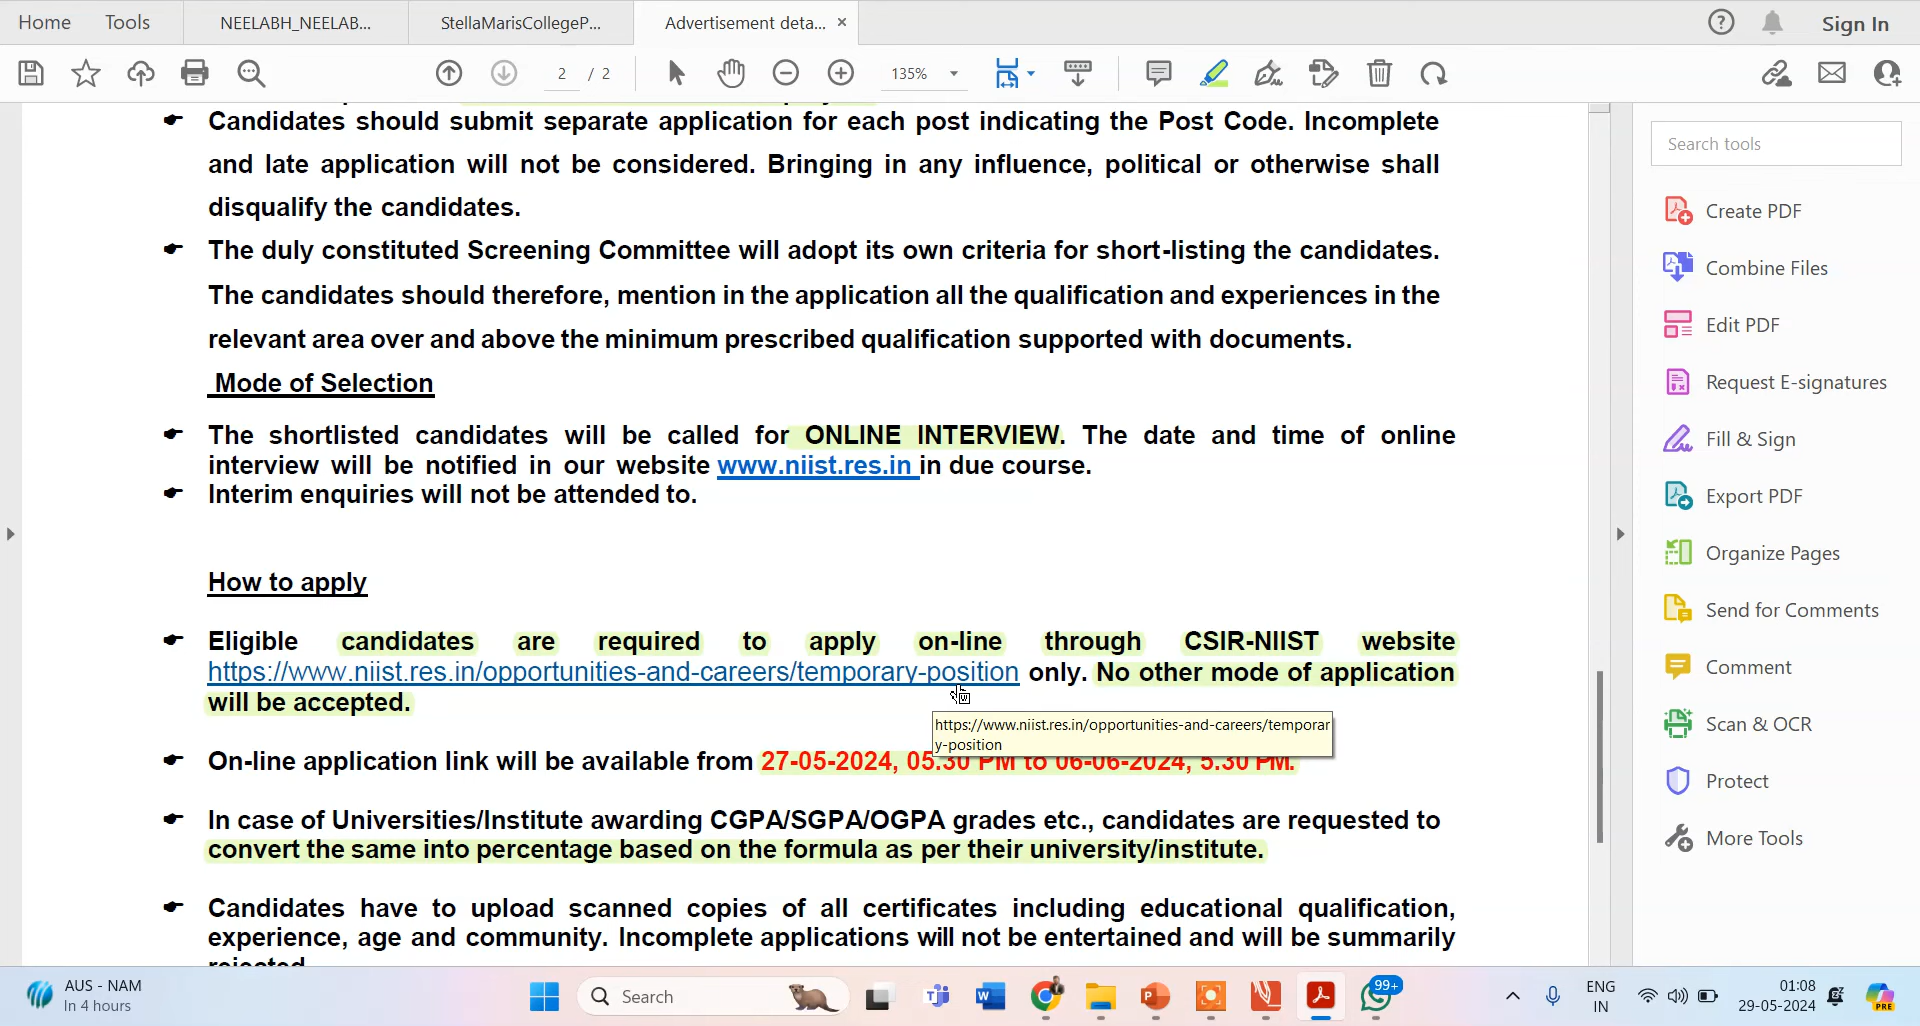 Home Tools NEELABH_NEELAB... StellaMarisCollegeP... Advertisement deta... × Sign In
2 / 2 135%
Candidates should submit separate application for each post indicating the Post Code. Incomplete
and late application will not be considered. Bringing in any influence, political or otherwise shall
disqualify the candidates.
The duly constituted Screening Committee will adopt its own criteria for short-listing the candidates.
The candidates should therefore, mention in the application all the qualification and experiences in the
relevant area over and above the minimum prescribed qualification supported with documents.
Mode of Selection
The shortlisted candidates will be called for ONLINE INTERVIEW. The date and time of online
interview will be notified in our website www.niist.res.in in due course.
Interim enquiries will not be attended to.
How to apply
Eligible candidates are required to apply on-line through CSIR-NIIST website
https://www.niist.res.in/opportunities-and-careers/temporary-position only. No other mode of application
will be accepted.
https://www.niist.res.in/opportunities-and-careers/temporar
y-position
On-line application link will be available from 27-05-2024, 05.30 PM to 06-06-2024, 5.30 PM.
In case of Universities/Institute awarding CGPA/SGPA/OGPA grades etc., candidates are requested to
convert the same into percentage based on the formula as per their university/institute.
Candidates have to upload scanned copies of all certificates including educational qualification,
experience, age and community. Incomplete applications will not be entertained and will be summarily
rejected
Search tools
Create PDF
Combine Files
Edit PDF
Request E-signatures
Fill & Sign
Export PDF
Organize Pages
Send for Comments
Comment
Scan & OCR
Protect
More Tools
AUS - NAM
In 4 hours
Search
99+
ENG
IN
01:08
29-05-2024
PRE